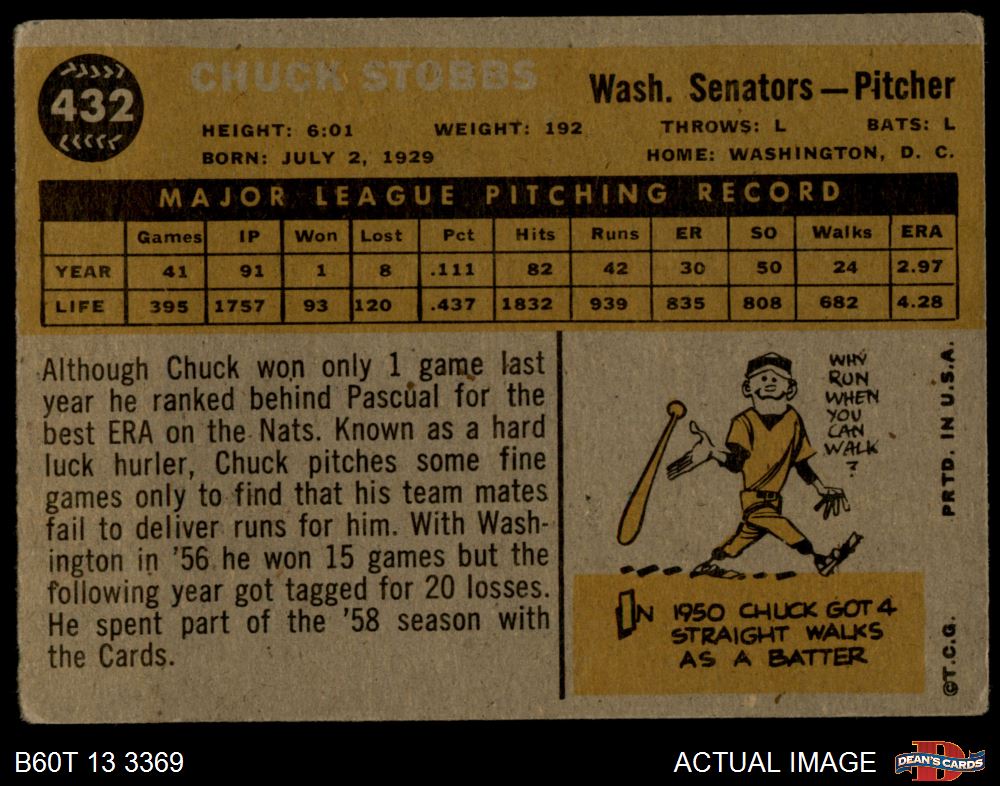 432
CHUCK STOBBS
Wash. Senators—Pitcher
HEIGHT: 6:01 WEIGHT: 192 THROWS: L BATS: L
BORN: JULY 2, 1929 HOME: WASHINGTON, D. C.
MAJOR LEAGUE PITCHING RECORD
Games IP Won Lost Pct Hits Runs ER SO Walks ERA
YEAR 41 91 1 8 .111 82 42 30 50 24 2.97
LIFE 395 1757 93 120 .437 1832 939 835 808 682 4.28
Although Chuck won only 1 game last
year he ranked behind Pascual for the
best ERA on the Nats. Known as a hard
luck hurler, Chuck pitches some fine
games only to find that his team mates
fail to deliver runs for him. With Wash-
ington in '56 he won 15 games but the
following year got tagged for 20 losses.
He spent part of the '58 season with
the Cards.
WHY
RUN
WHEN
YOU
CAN
WALK
?
IN 1950 CHUCK GOT 4
STRAIGHT WALKS
AS A BATTER
PRTD. IN U.S.A.
©T.C.G.
B60T 13 3369
ACTUAL IMAGE
D
DEAN'S CARDS